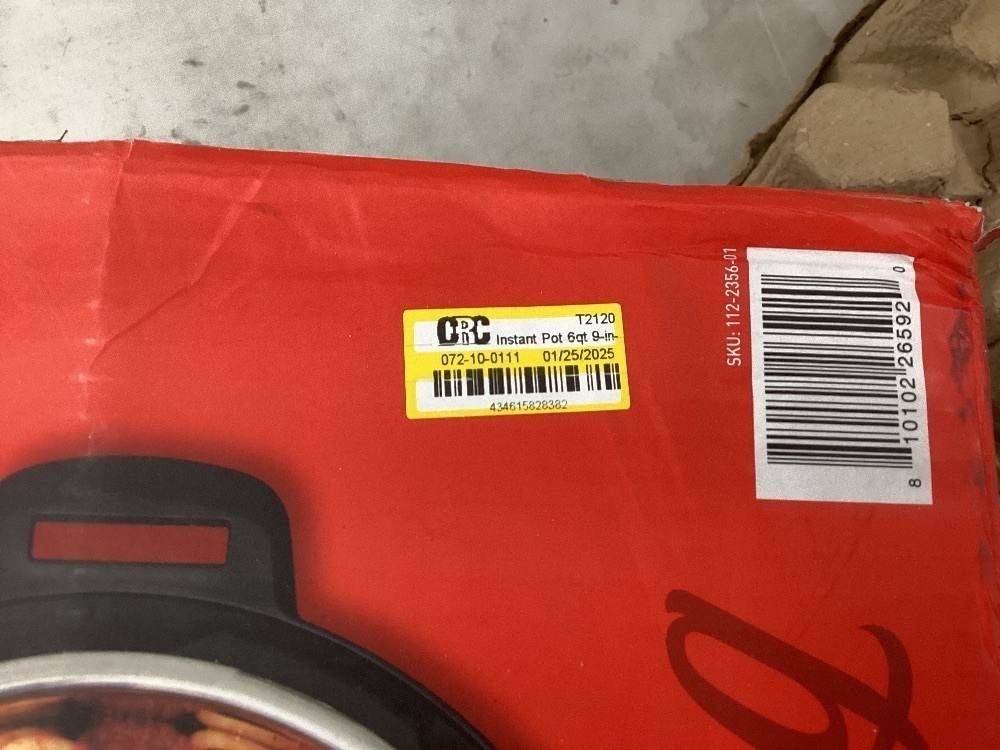 CRC
T2120
Instant Pot 6qt 9-in-
072-10-0111 01/25/2025
434615828382
SKU: 112-2356-01
8 10102 26592 0
g